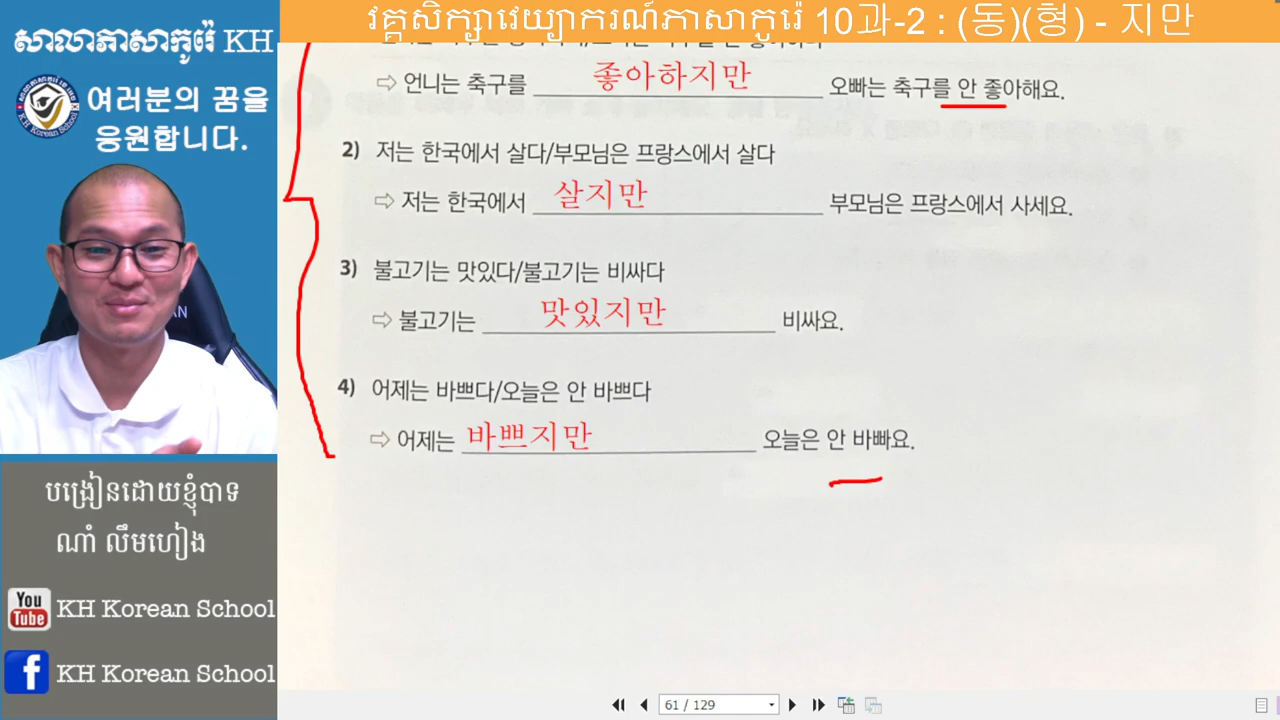 វគ្គសិក្សាវេយ្យាករណ៍ភាសាកូរ៉េ 10과-2 : (동)(형) - 지만
សាលាភាសាកូរ៉េ KH
여러분의 꿈을
응원합니다.
⇨ 언니는 축구를 좋아하지만 오빠는 축구를 안 좋아해요.
2) 저는 한국에서 살다/부모님은 프랑스에서 살다
⇨ 저는 한국에서 살지만 부모님은 프랑스에서 사세요.
3) 불고기는 맛있다/불고기는 비싸다
⇨ 불고기는 맛있지만 비싸요.
4) 어제는 바쁘다/오늘은 안 바쁘다
⇨ 어제는 바쁘지만 오늘은 안 바빠요.
បង្រៀនដោយខ្ញុំបាទ
ណាំ លឹមហៀង
You Tube KH Korean School
f KH Korean School
61 / 129